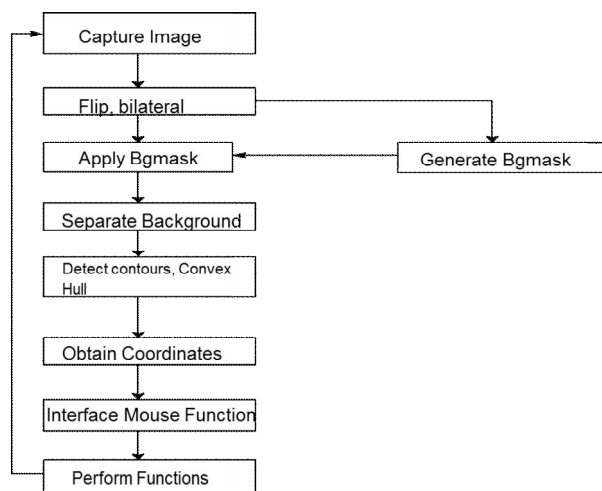 Capture Image
Flip, bilateral
Apply Bgmask
Generate Bgmask
Separate Background
Detect contours, Convex
Hull
Obtain Coordinates
Interface Mouse Function
Perform Functions